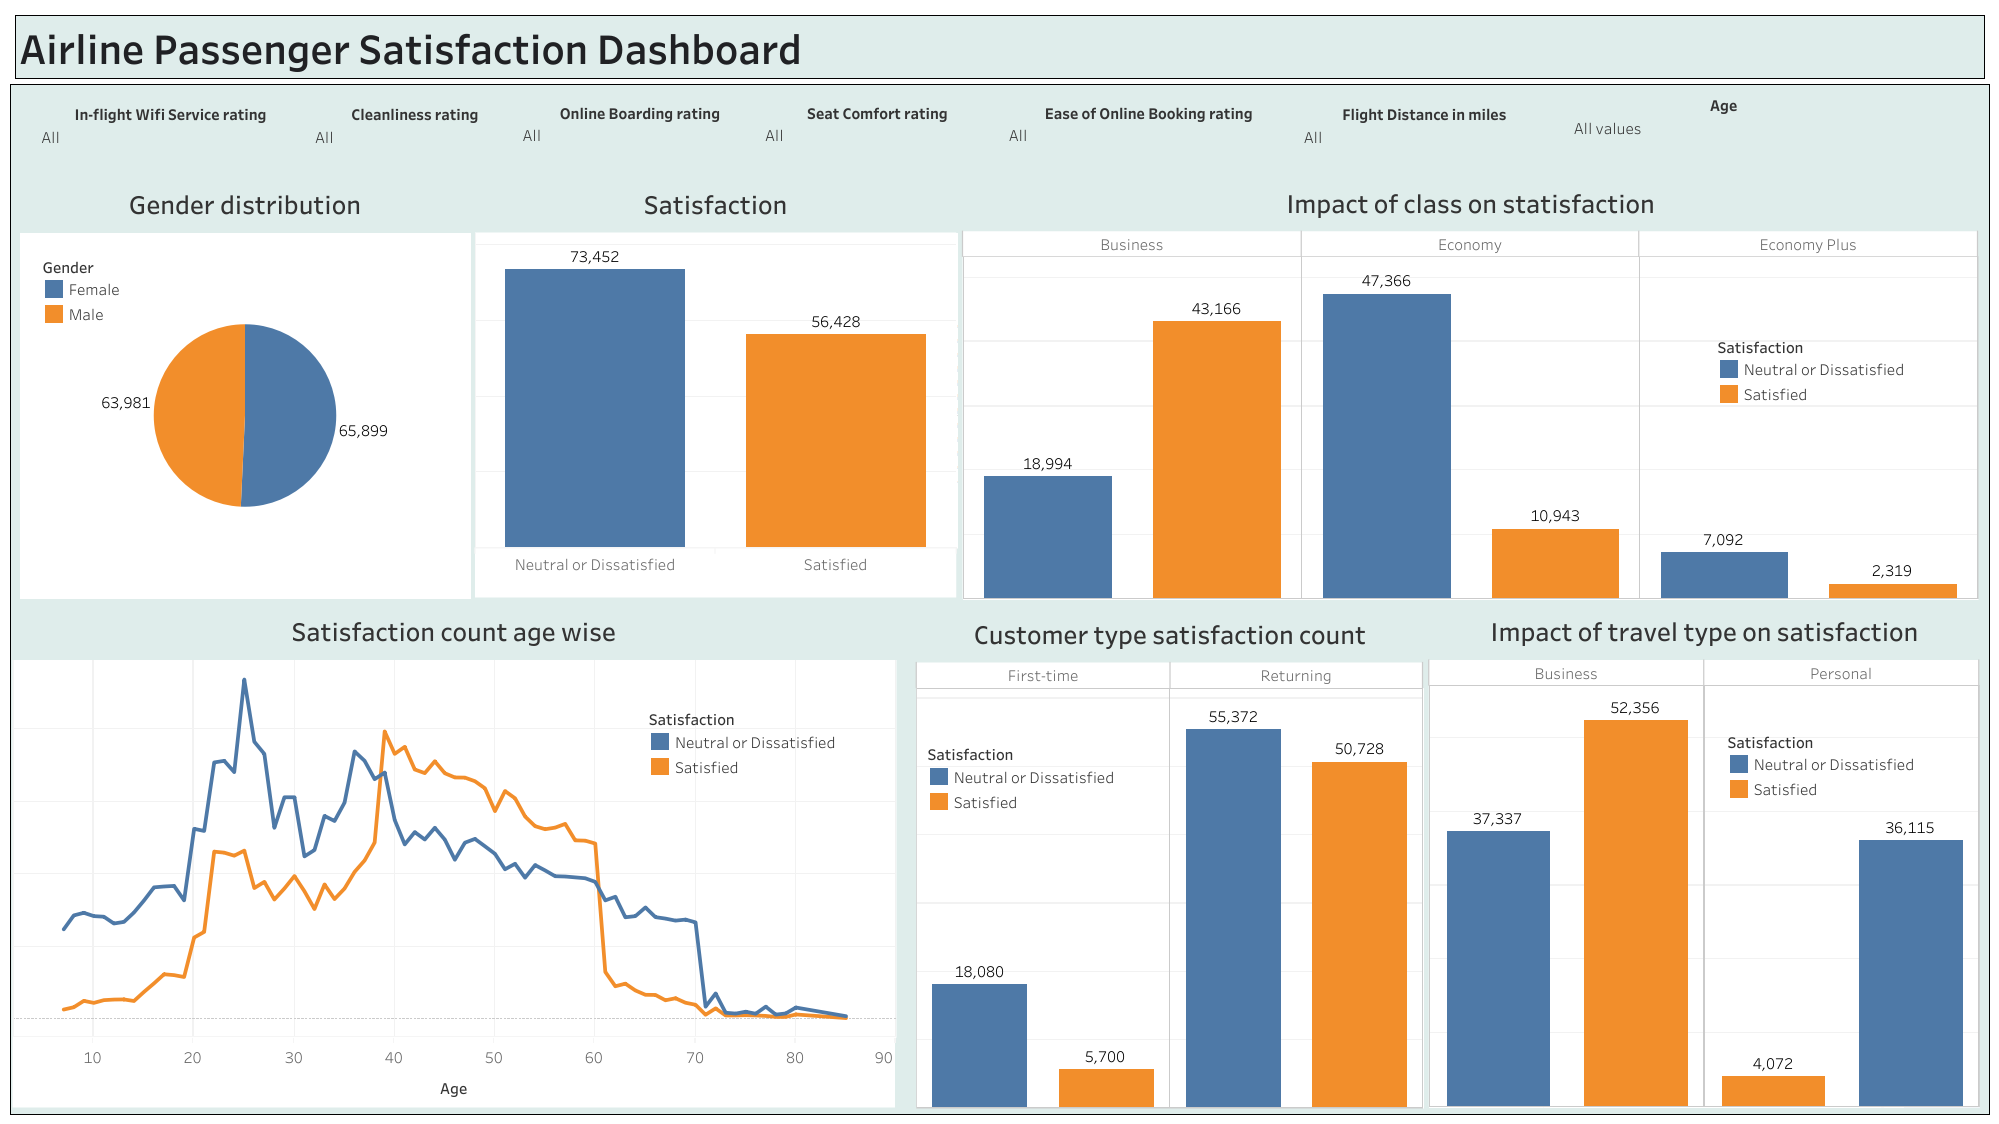 Airline Passenger Satisfaction Dashboard
In-flight Wifi Service rating
All
Cleanliness rating
All
Online Boarding rating
All
Seat Comfort rating
All
Ease of Online Booking rating
All
Flight Distance in miles
All
Age
All values
Gender distribution
Gender
Female
Male
63,981
65,899
Satisfaction
73,452
56,428
Neutral or Dissatisfied
Satisfied
Impact of class on statisfaction
Business
Economy
Economy Plus
18,994
43,166
47,366
10,943
7,092
2,319
Satisfaction
Neutral or Dissatisfied
Satisfied
Satisfaction count age wise
Satisfaction
Neutral or Dissatisfied
Satisfied
10
20
30
40
50
60
70
80
90
Age
Customer type satisfaction count
First-time
Returning
Satisfaction
Neutral or Dissatisfied
Satisfied
18,080
5,700
55,372
50,728
Impact of travel type on satisfaction
Business
Personal
Satisfaction
Neutral or Dissatisfied
Satisfied
37,337
52,356
4,072
36,115